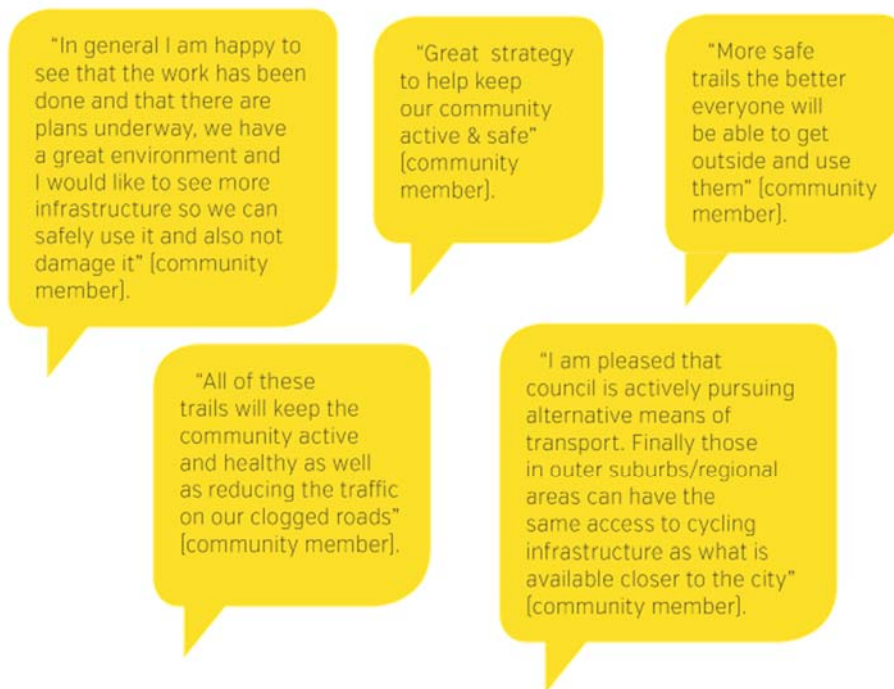 “In general I am happy to
see that the work has been
done and that there are
plans underway, we have
a great environment and
I would like to see more
infrastructure so we can
safely use it and also not
damage it” (community
member).
“Great strategy
to help keep
our community
active & safe”
(community
member).
“More safe
trails the better
everyone will
be able to get
outside and use
them” (community
member).
“All of these
trails will keep the
community active
and healthy as well
as reducing the traffic
on our clogged roads”
(community member).
“I am pleased that
council is actively pursuing
alternative means of
transport. Finally those
in outer suburbs/regional
areas can have the
same access to cycling
infrastructure as what is
available closer to the city”
(community member).